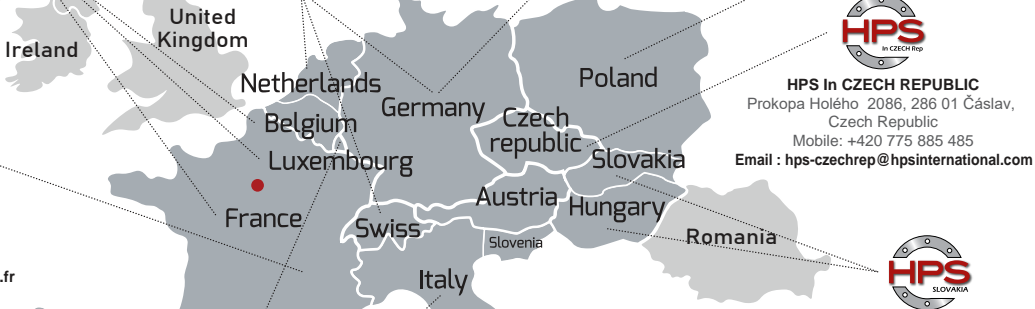 United
Kingdom
Ireland
Netherlands
Germany
Poland
Belgium
Czech
republic
Luxembourg
Slovakia
France
Austria
Hungary
Swiss
Slovenia
Romania
Italy
.fr
HPS
In CZECH Rep
HPS In CZECH REPUBLIC
Prokopa Holého 2086, 286 01 Čáslav,
Czech Republic
Mobile: +420 775 885 485
Email : hps-czechrep@hpsinternational.com
HPS
SLOVAKIA